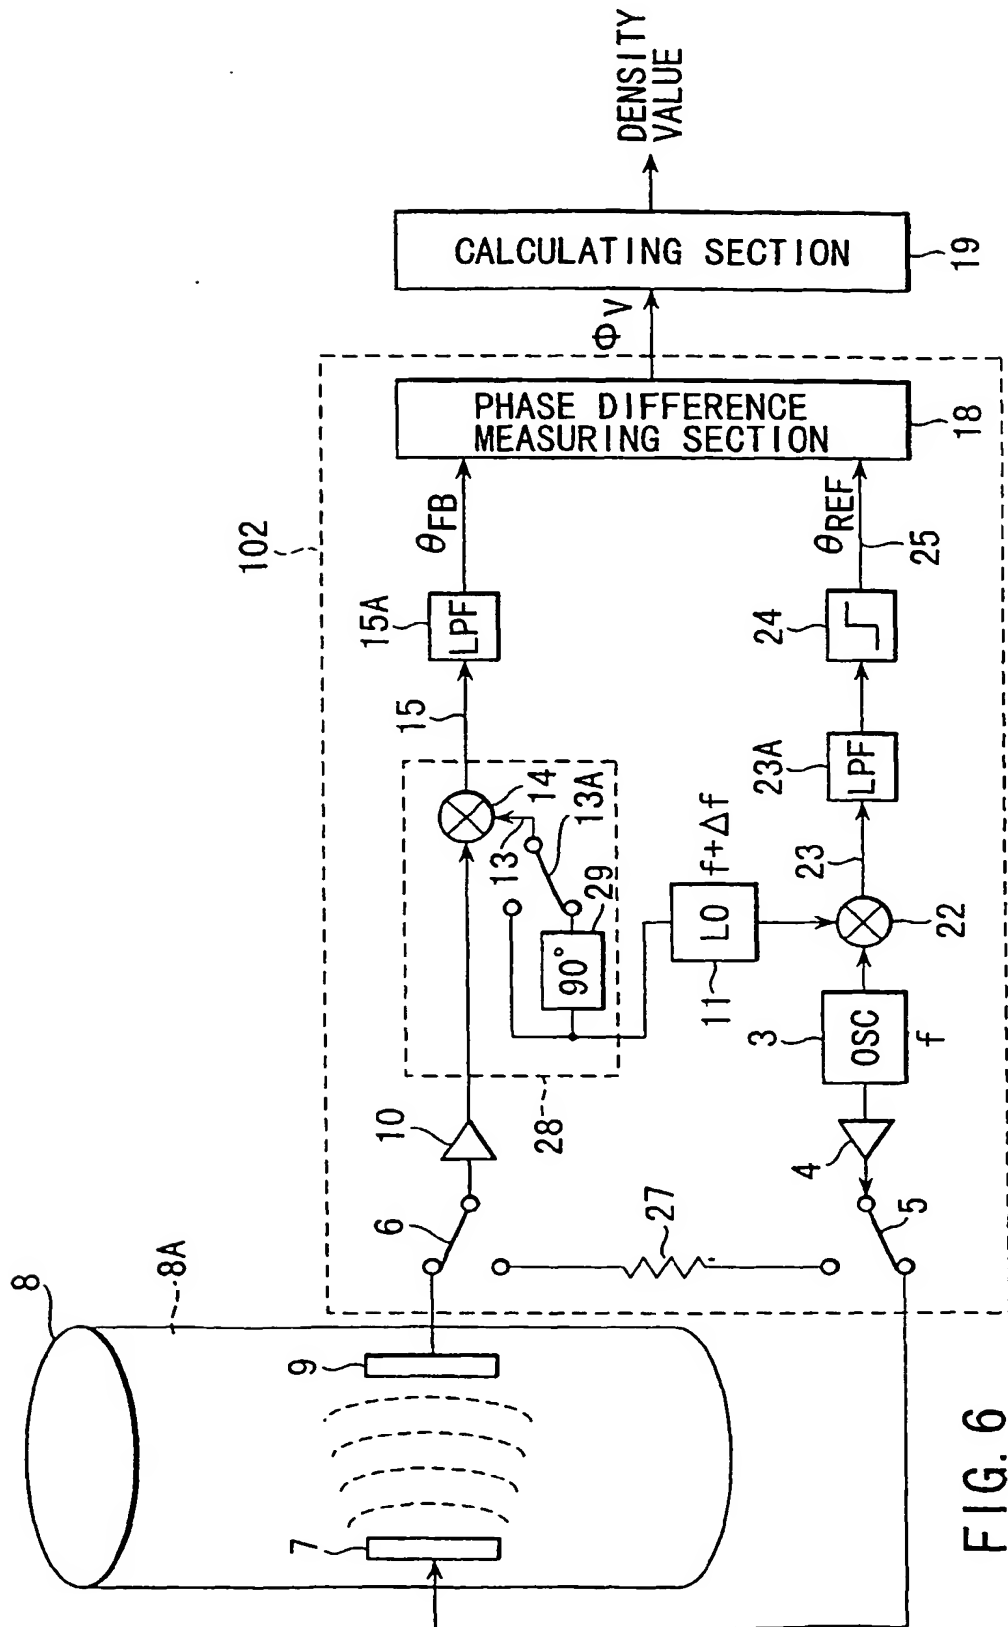 8
8A
7
9
102
6
10
28
14
13
13A
29
90°
15
15A
LPF
θFB
PHASE DIFFERENCE
MEASURING SECTION
18
ΦV
CALCULATING SECTION
19
DENSITY
VALUE
27
5
4
3
OSC
f
11
LO
f+Δf
22
23
23A
LPF
24
25
θREF
FIG. 6